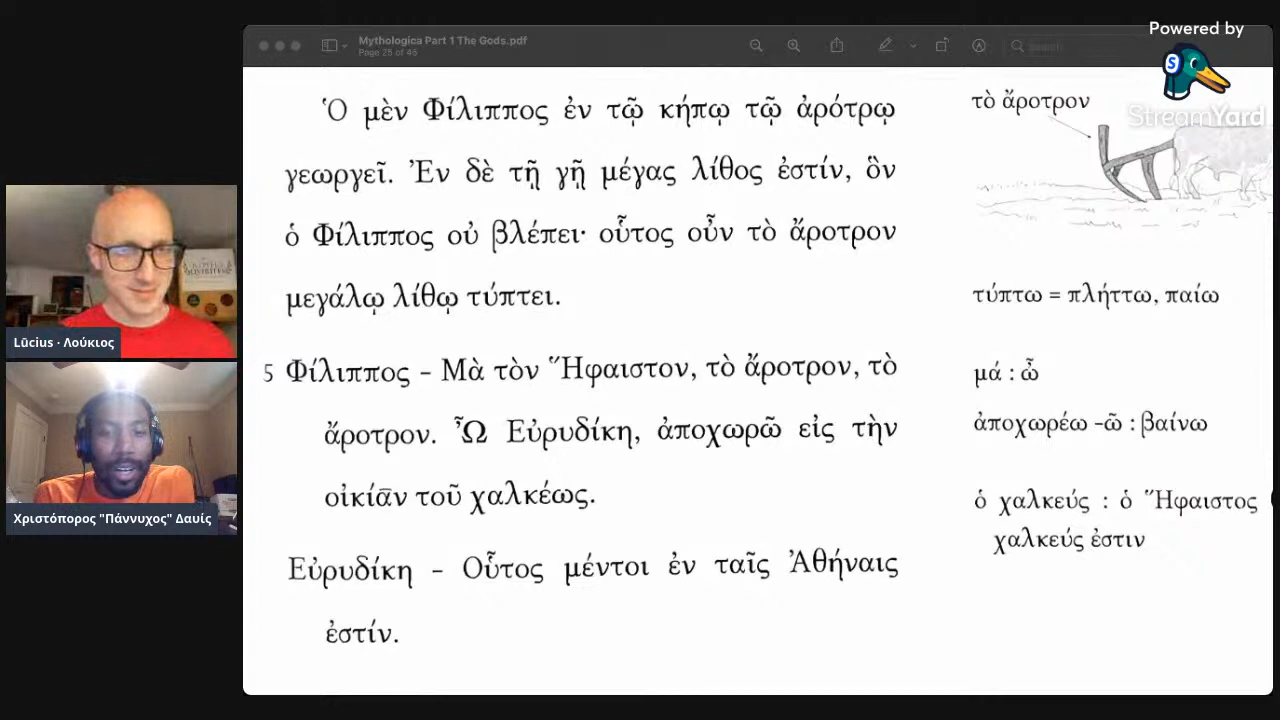 Mythologica Part 1 The Gods.pdf
Page 25 of 46
Search
Powered by
S
StreamYard
Ὁ μὲν Φίλιππος ἐν τῷ κήπῳ τῷ ἀρότρῳ
γεωργεῖ. Ἐν δὲ τῇ γῇ μέγας λίθος ἐστίν, ὃν
ὁ Φίλιππος οὐ βλέπει· οὗτος οὖν τὸ ἄροτρον
μεγάλῳ λίθῳ τύπτει.
5 Φίλιππος – Μὰ τὸν Ἥφαιστον, τὸ ἄροτρον, τὸ
ἄροτρον. Ὦ Εὐρυδίκη, ἀποχωρῶ εἰς τὴν
οἰκίᾱν τοῦ χαλκέως.
Εὐρυδίκη – Οὗτος μέντοι ἐν ταῖς Ἀθήναις
ἐστίν.
τὸ ἄροτρον
τύπτω = πλήττω, παίω
μά : ὦ
ἀποχωρέω -ῶ : βαίνω
ὁ χαλκεύς : ὁ Ἥφαιστος
χαλκεύς ἐστιν
Lūcius · Λούκιος
Χριστόπορος "Πάννυχος" Δαυίς